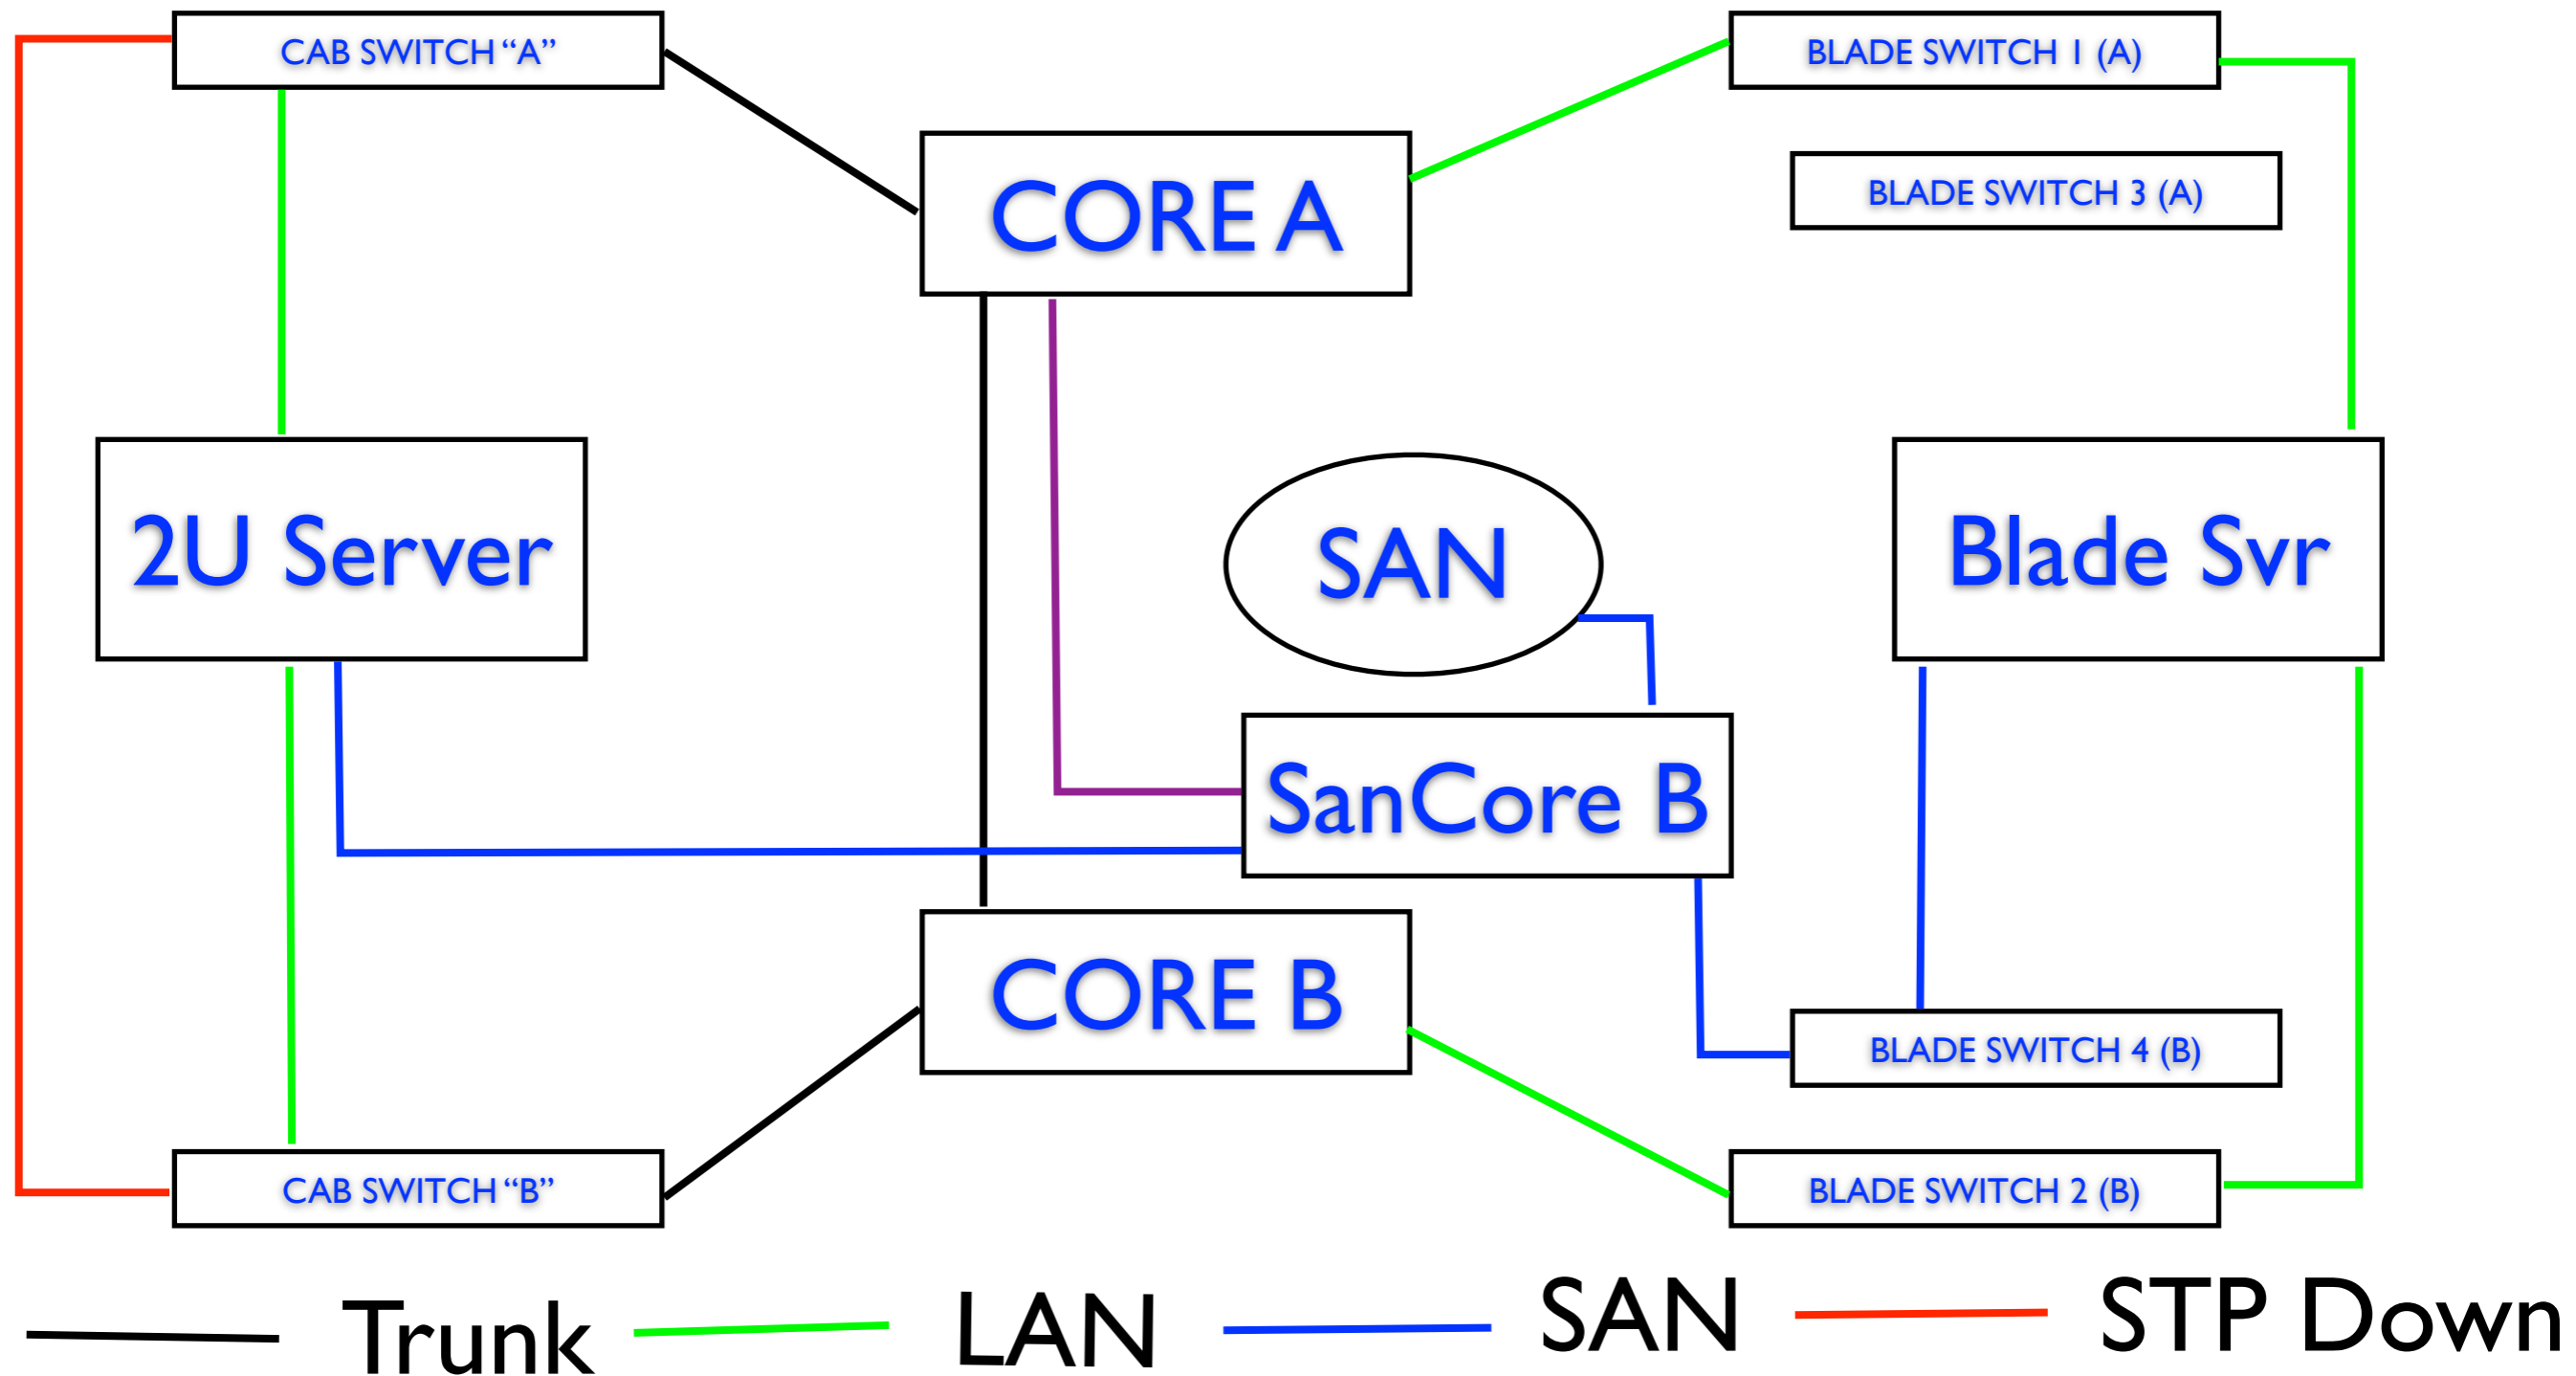 CAB SWITCH “A”
BLADE SWITCH 1 (A)
CORE A
BLADE SWITCH 3 (A)
2U Server
SAN
Blade Svr
SanCore B
CORE B
BLADE SWITCH 4 (B)
CAB SWITCH “B”
BLADE SWITCH 2 (B)
Trunk
LAN
SAN
STP Down